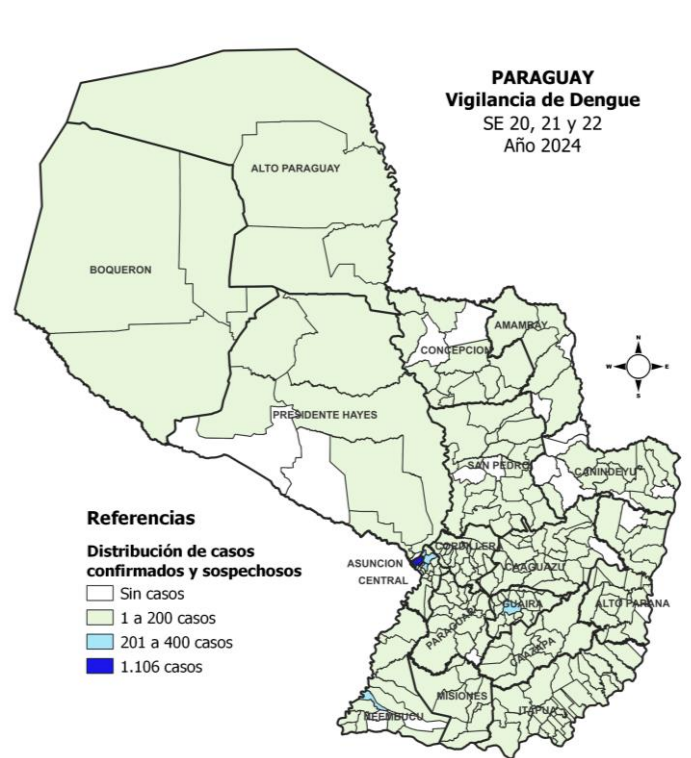 PARAGUAY
Vigilancia de Dengue
SE 20, 21 y 22
Año 2024
ALTO PARAGUAY
BOQUERON
AMAMBAY
CONCEPCION
N
W
E
S
PRESIDENTE HAYES
SAN PEDRO
CANINDEYU
Referencias
Distribución de casos
confirmados y sospechosos
Sin casos
1 a 200 casos
201 a 400 casos
1.106 casos
ASUNCION
CENTRAL
CORDILLERA
CAAGUAZU
GUAIRA
ALTO PARANA
PARAGUARI
CAAZAPA
MISIONES
ÑEEMBUCU
ITAPUA